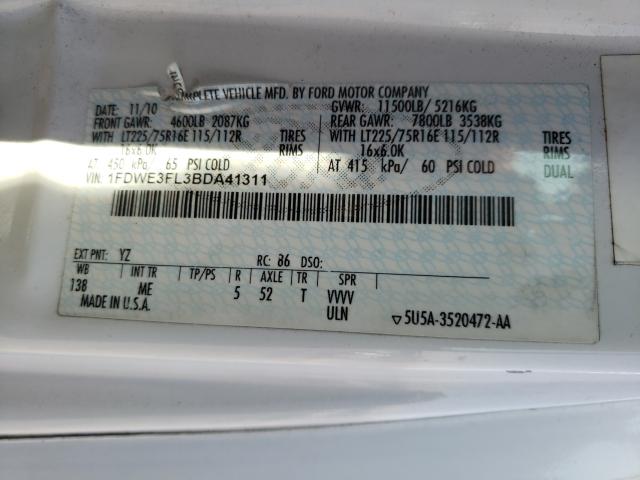 COMPLETE VEHICLE MFD. BY FORD MOTOR COMPANY
DATE: 11/10 GVWR: 11500LB/ 5216KG
FRONT GAWR: 4600LB 2087KG REAR GAWR: 7800LB 3538KG
WITH LT225/75R16E 115/112R TIRES WITH LT225/75R16E 115/112R TIRES
16x6.0K RIMS 16x6.0K RIMS
AT 450 kPa/ 65 PSI COLD AT 415 kPa/ 60 PSI COLD DUAL
VIN: 1FDWE3FL3BDA41311
EXT PNT: YZ RC: 86 DSO:
WB INT TR TP/PS R AXLE TR SPR
138 ME 5 52 T VVVV
MADE IN U.S.A. ULN ▽5U5A-3520472-AA